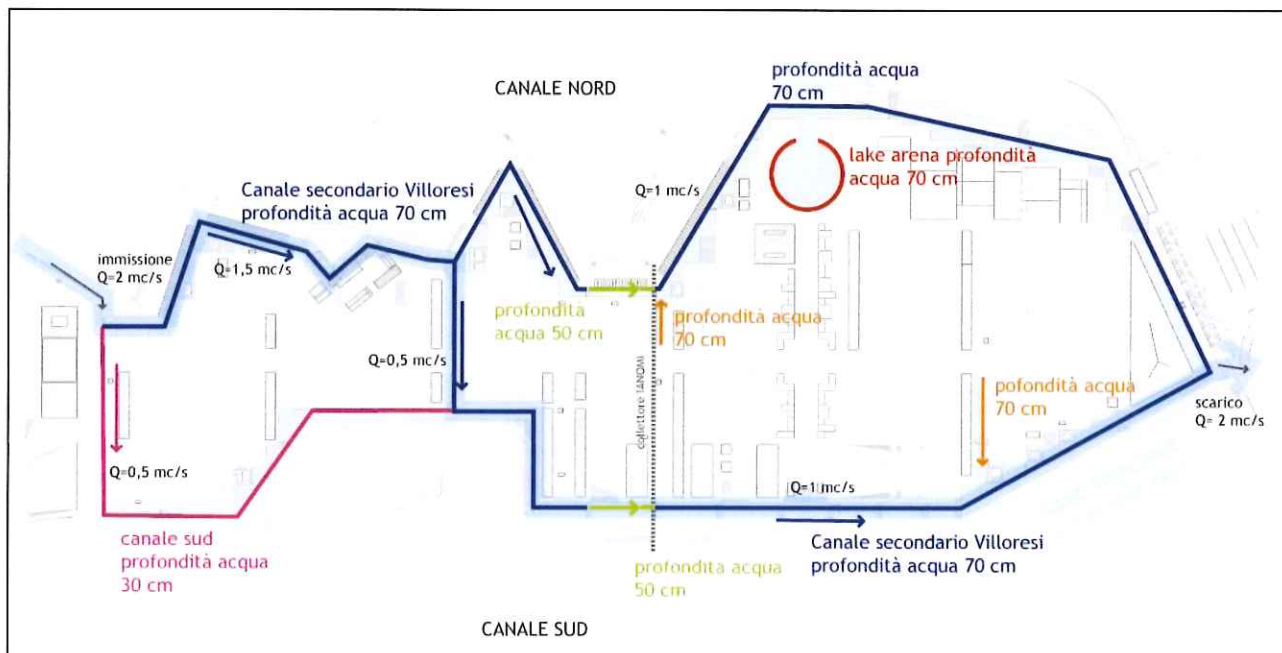 profondità acqua
70 cm
CANALE NORD
lake arena profondità
acqua 70 cm
Canale secondario Villoresi
profondità acqua 70 cm
Q=1 mc/s
immissione
Q=2 mc/s
Q=1,5 mc/s
profondità
acqua 50 cm
profondità acqua
70 cm
Q=0,5 mc/s
collettore IANOMI
pofondità acqua
70 cm
scarico
Q= 2 mc/s
Q=0,5 mc/s
Q=1 mc/s
canale sud
profondità acqua
30 cm
Canale secondario Villoresi
profondità acqua 70 cm
profondità acqua
50 cm
CANALE SUD